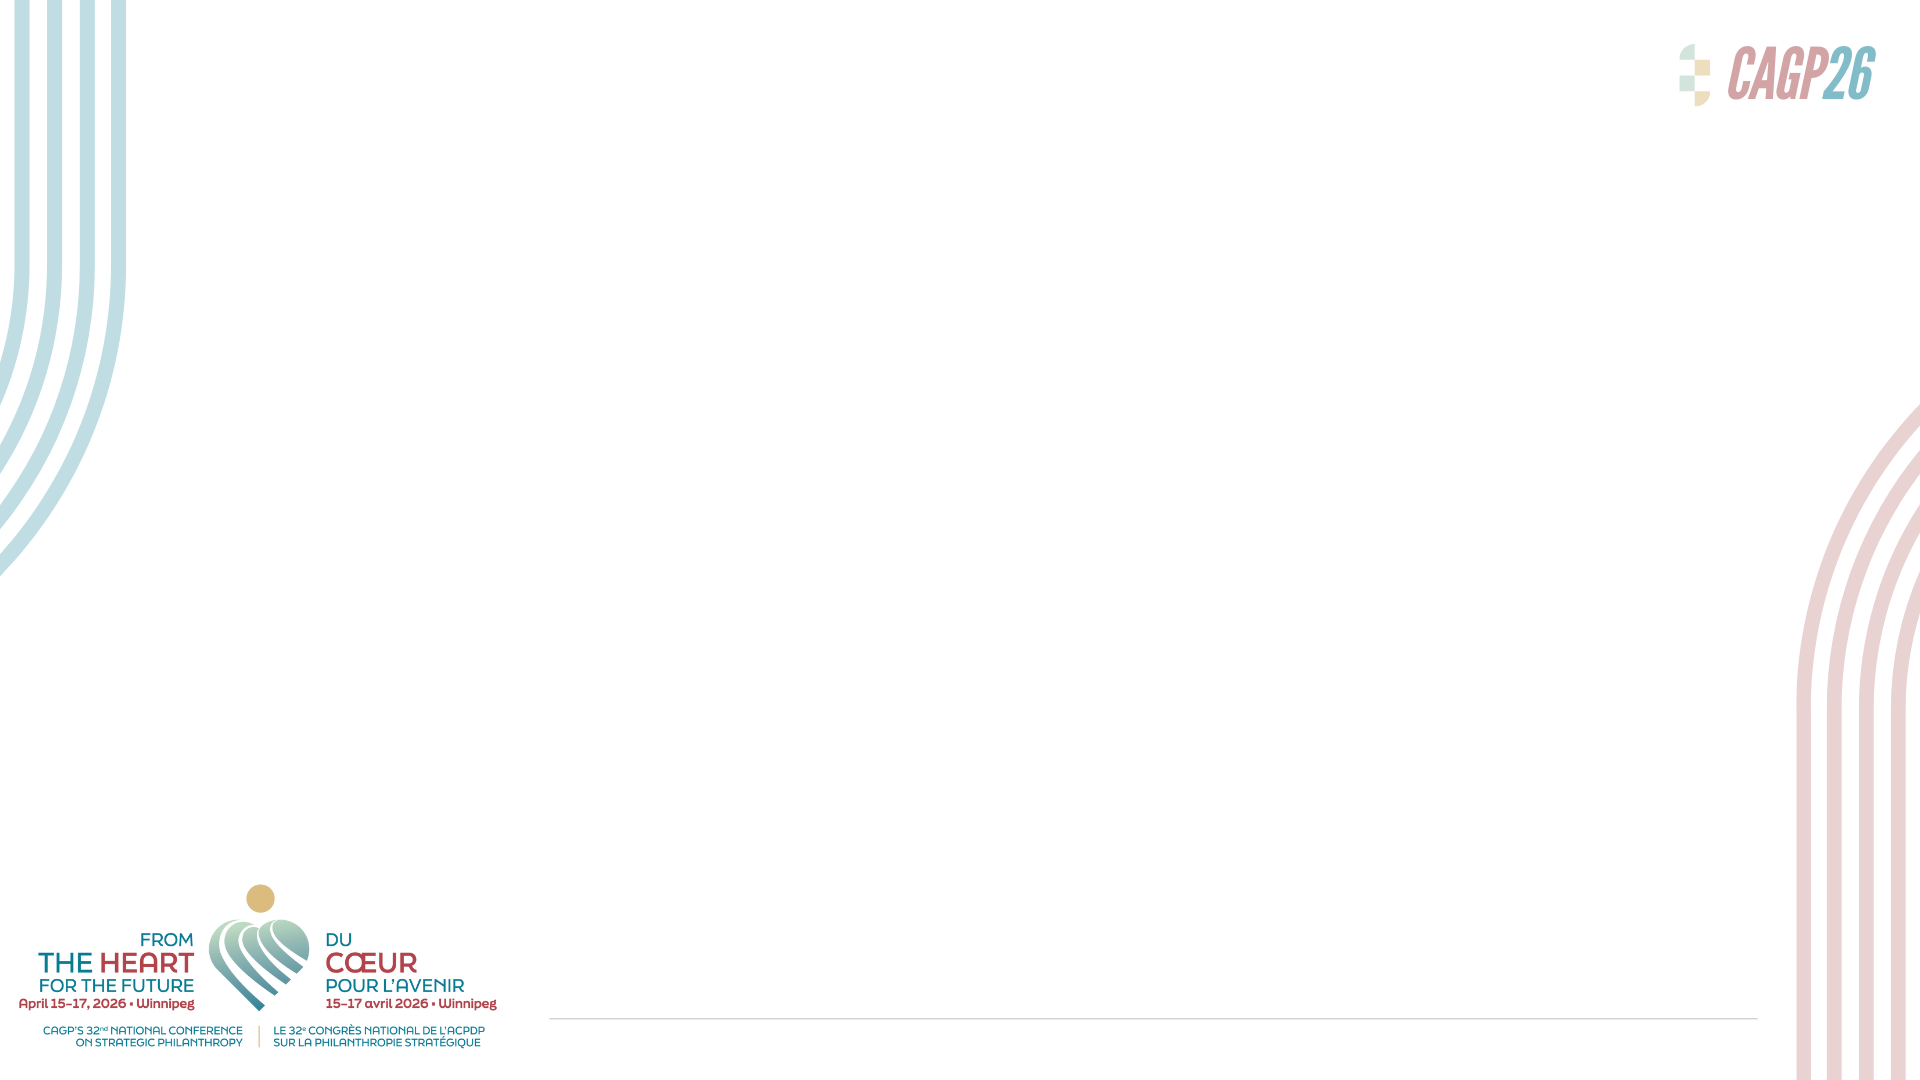 CAGP26
FROM
THE HEART
FOR THE FUTURE
April 15–17, 2026 • Winnipeg
DU
CŒUR
POUR L'AVENIR
15–17 avril 2026 • Winnipeg
CAGP'S 32nd NATIONAL CONFERENCE
ON STRATEGIC PHILANTHROPY
LE 32e CONGRÈS NATIONAL DE L'ACPDP
SUR LA PHILANTHROPIE STRATÉGIQUE